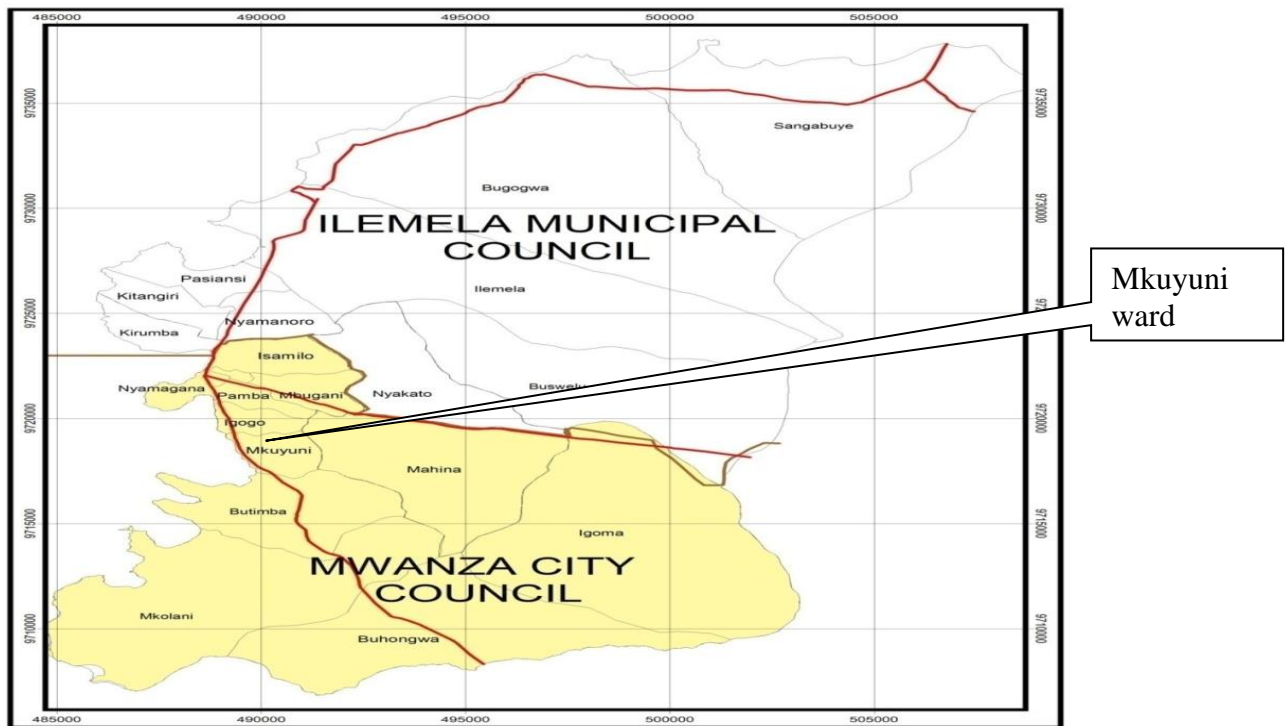 485000 490000 495000 500000 505000
9735000 9735000
Sangabuye
Bugogwa
9730000 9730000
ILEMELA MUNICIPAL
COUNCIL
Mkuyuni
ward
Pasiansi
Kitangiri
Ilemela
9725000
Nyamanoro
Kirumba
Isamilo
Nyamagana
Pamba
Mbugani
Nyakato
9720000 9720000
Igogo
Mkuyuni
Mahina
Butimba
9715000 9715000
Igoma
MWANZA CITY
COUNCIL
Mkolani
9710000 9710000
Buhongwa
485000 490000 495000 500000 505000